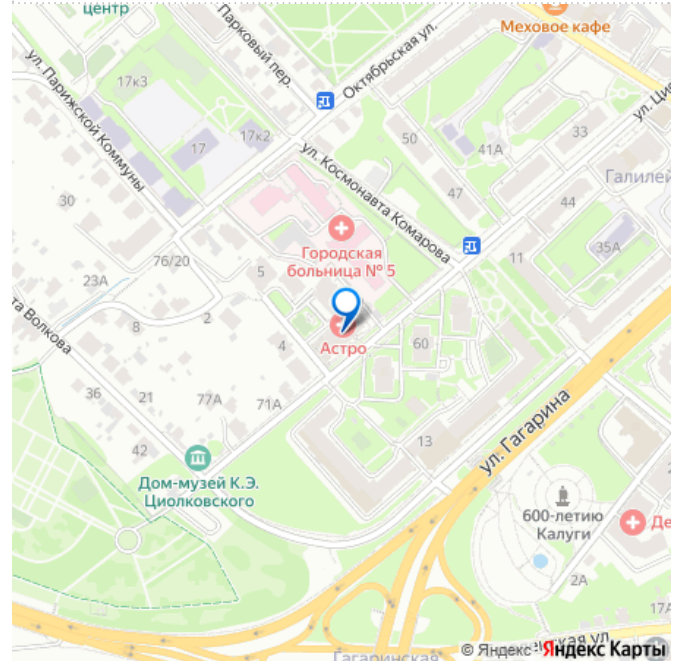 центр
Меховое кафе
Парковый пер.
Октябрьская ул.
ул. Парижской Коммуны
17к3
17
17к2
50
41А
33
ул. Цио
ул. Космонавта Комарова
47
Галилей
30
44
35А
11
Городская
больница № 5
76/20
5
23А
та Волкова
8
2
4
Астро
60
36
21
77А
71А
42
13
ул. Гагарина
Дом-музей К.Э.
Циолковского
600-летию
Калуги
Де
2А
17А
Гагаринская
© Яндекс
Яндекс Карты